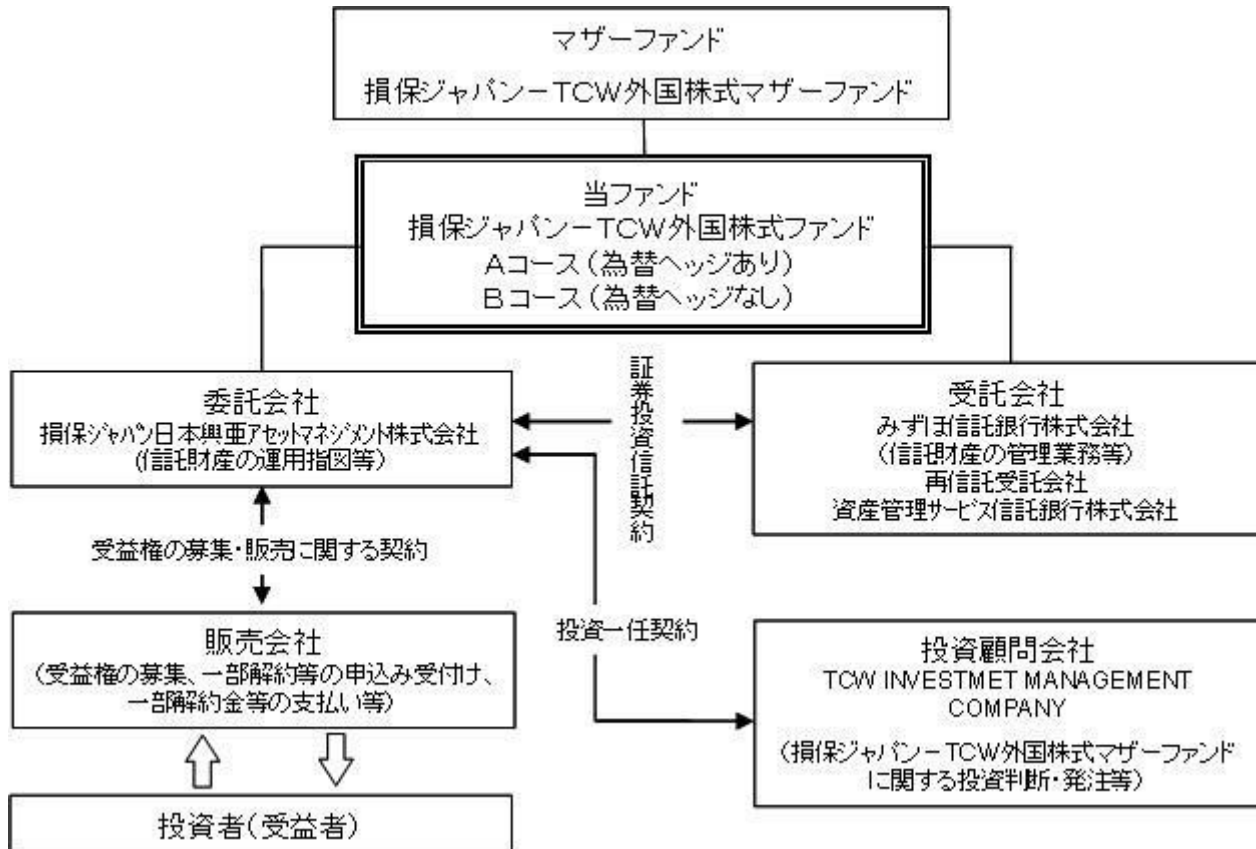 マザーファンド
損保ジャパン－TCW外国株式マザーファンド
当ファンド
損保ジャパン－TCW外国株式ファンド
Aコース（為替ヘッジあり）
Bコース（為替ヘッジなし）
証券投資信託契約
委託会社
損保ジャパン日本興亜アセットマネジメント株式会社
（信託財産の運用指図等）
受託会社
みずほ信託銀行株式会社
（信託財産の管理業務等）
再信託受託会社
資産管理サービス信託銀行株式会社
受益権の募集・販売に関する契約
投資一任契約
販売会社
（受益権の募集、一部解約等の申込み受付け、
一部解約金等の支払い等）
投資顧問会社
TCW INVESTMET MANAGEMENT
COMPANY
（損保ジャパン－TCW外国株式マザーファンド
に関する投資判断・発注等）
投資者（受益者）